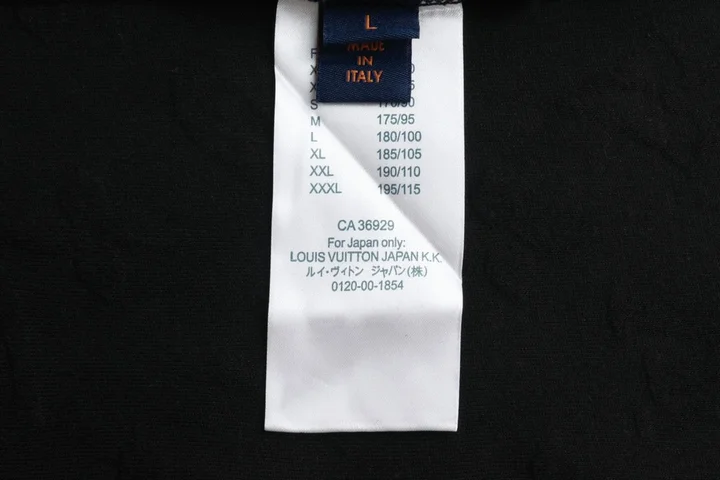 L
MADE
IN
ITALY
S 170/90
M 175/95
L 180/100
XL 185/105
XXL 190/110
XXXL 195/115
CA 36929
For Japan only:
LOUIS VUITTON JAPAN K.K.
ルイ・ヴィトン ジャパン(株)
0120-00-1854